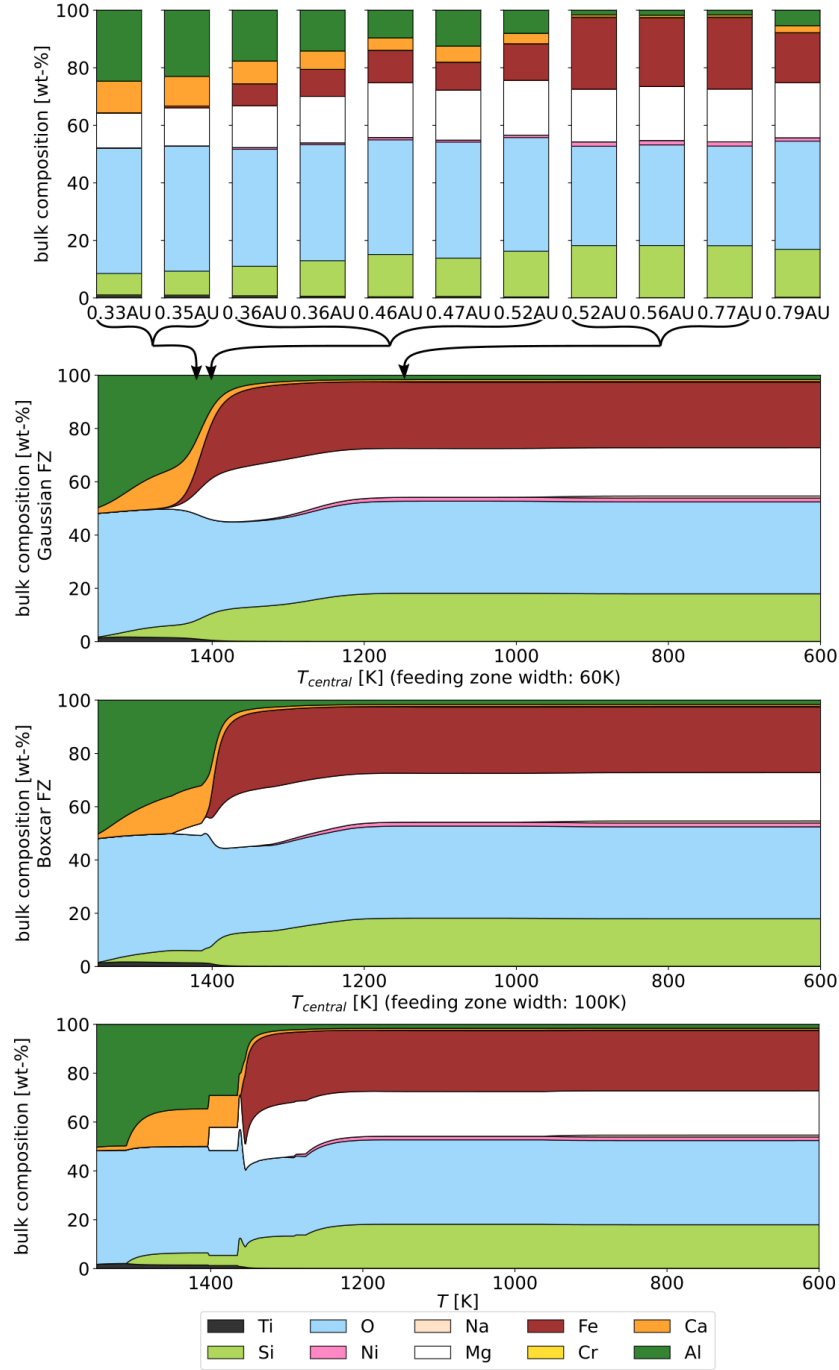 bulk composition [wt-%]
100
80
60
40
20
0
0.33AU 0.35AU 0.36AU 0.36AU 0.46AU 0.47AU 0.52AU 0.52AU 0.56AU 0.77AU 0.79AU
bulk composition [wt-%]
Gaussian FZ
100
80
60
40
20
0
1400 1200 1000 800 600
T_central [K] (feeding zone width: 60K)
bulk composition [wt-%]
Boxcar FZ
100
80
60
40
20
0
1400 1200 1000 800 600
T_central [K] (feeding zone width: 100K)
bulk composition [wt-%]
100
80
60
40
20
0
1400 1200 1000 800 600
T [K]
Ti O Na Fe Ca
Si Ni Mg Cr Al